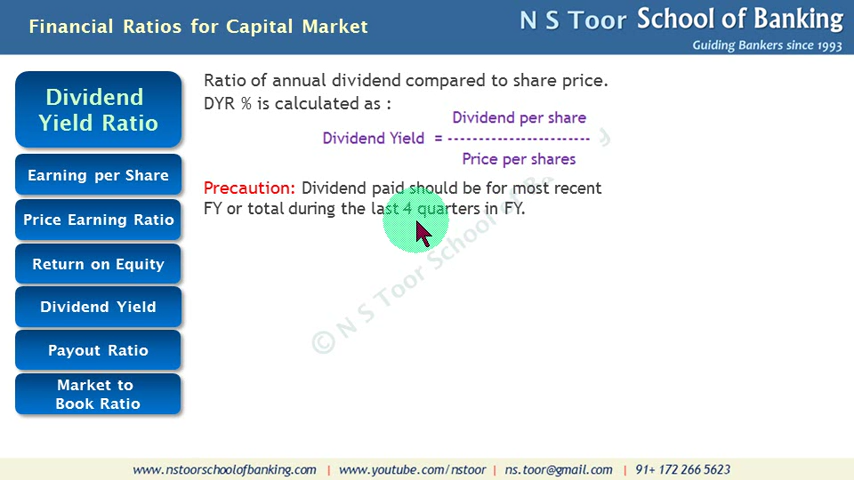 Financial Ratios for Capital Market
N S Toor School of Banking
Guiding Bankers since 1993
Dividend
Yield Ratio
Earning per Share
Price Earning Ratio
Return on Equity
Dividend Yield
Payout Ratio
Market to
Book Ratio
Ratio of annual dividend compared to share price.
DYR % is calculated as :
Dividend per share
Dividend Yield = -----------------------
Price per shares
Precaution: Dividend paid should be for most recent
FY or total during the last 4 quarters in FY.
© N S Toor School of
www.nstoorschoolofbanking.com | www.youtube.com/nstoor | ns.toor@gmail.com | 91+ 172 266 5623